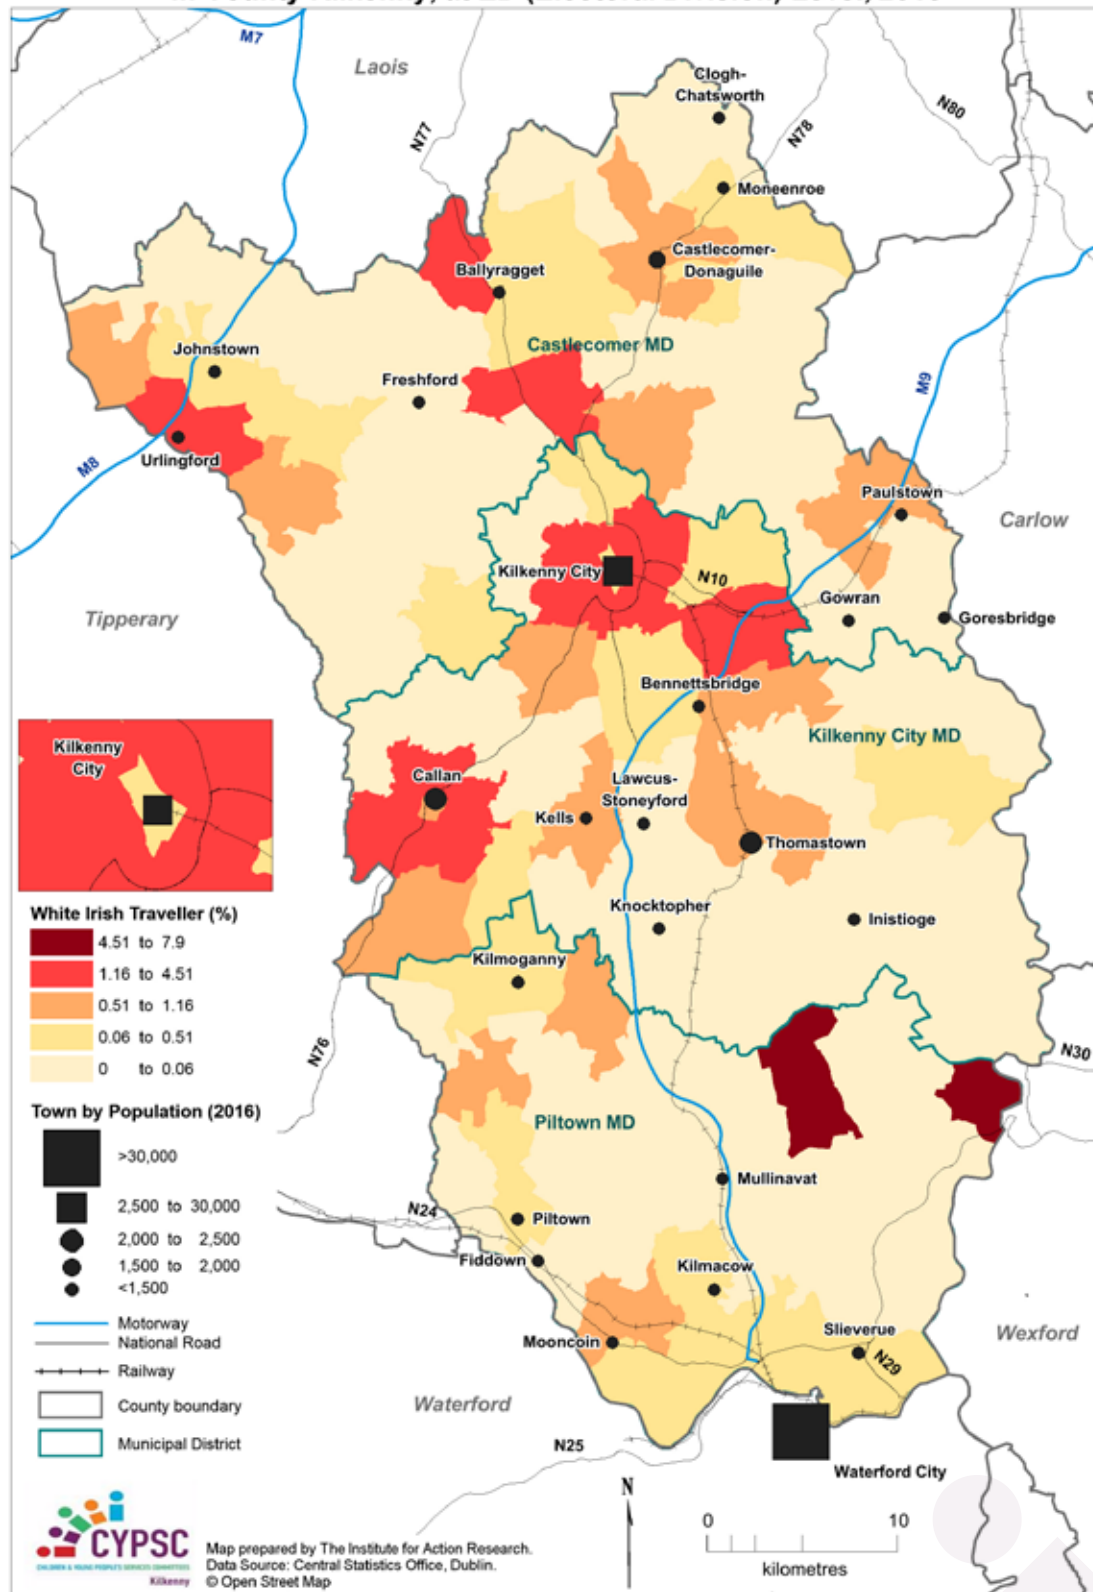 M7
Laois
Clogh-
Chatsworth
N77
N78
N80
Moneenroe
Castlecomer-
Donaguile
Ballyragget
Castlecomer MD
Johnstown
Freshford
M9
Urlingford
M8
Paulstown
Carlow
Kilkenny City
N10
Gowran
Goresbridge
Tipperary
Bennettsbridge
Kilkenny City MD
Kilkenny
City
Callan
Lawcus-
Stoneyford
Kells
Thomastown
Knocktopher
Inistioge
White Irish Traveller (%)
4.51 to 7.9
1.16 to 4.51
0.51 to 1.16
0.06 to 0.51
0 to 0.06
Kilmoganny
N76
N30
Piltown MD
Town by Population (2016)
>30,000
2,500 to 30,000
2,000 to 2,500
1,500 to 2,000
<1,500
Mullinavat
N24
Piltown
Fiddown
Kilmacow
Mooncoin
Slieverue
N29
Wexford
Motorway
National Road
Railway
County boundary
Municipal District
Waterford
N25
Waterford City
N
0 10
kilometres
CYPSC
CHILDREN & YOUNG PEOPLE'S SERVICES COMMITTEES
Kilkenny
Map prepared by The Institute for Action Research.
Data Source: Central Statistics Office, Dublin.
© Open Street Map